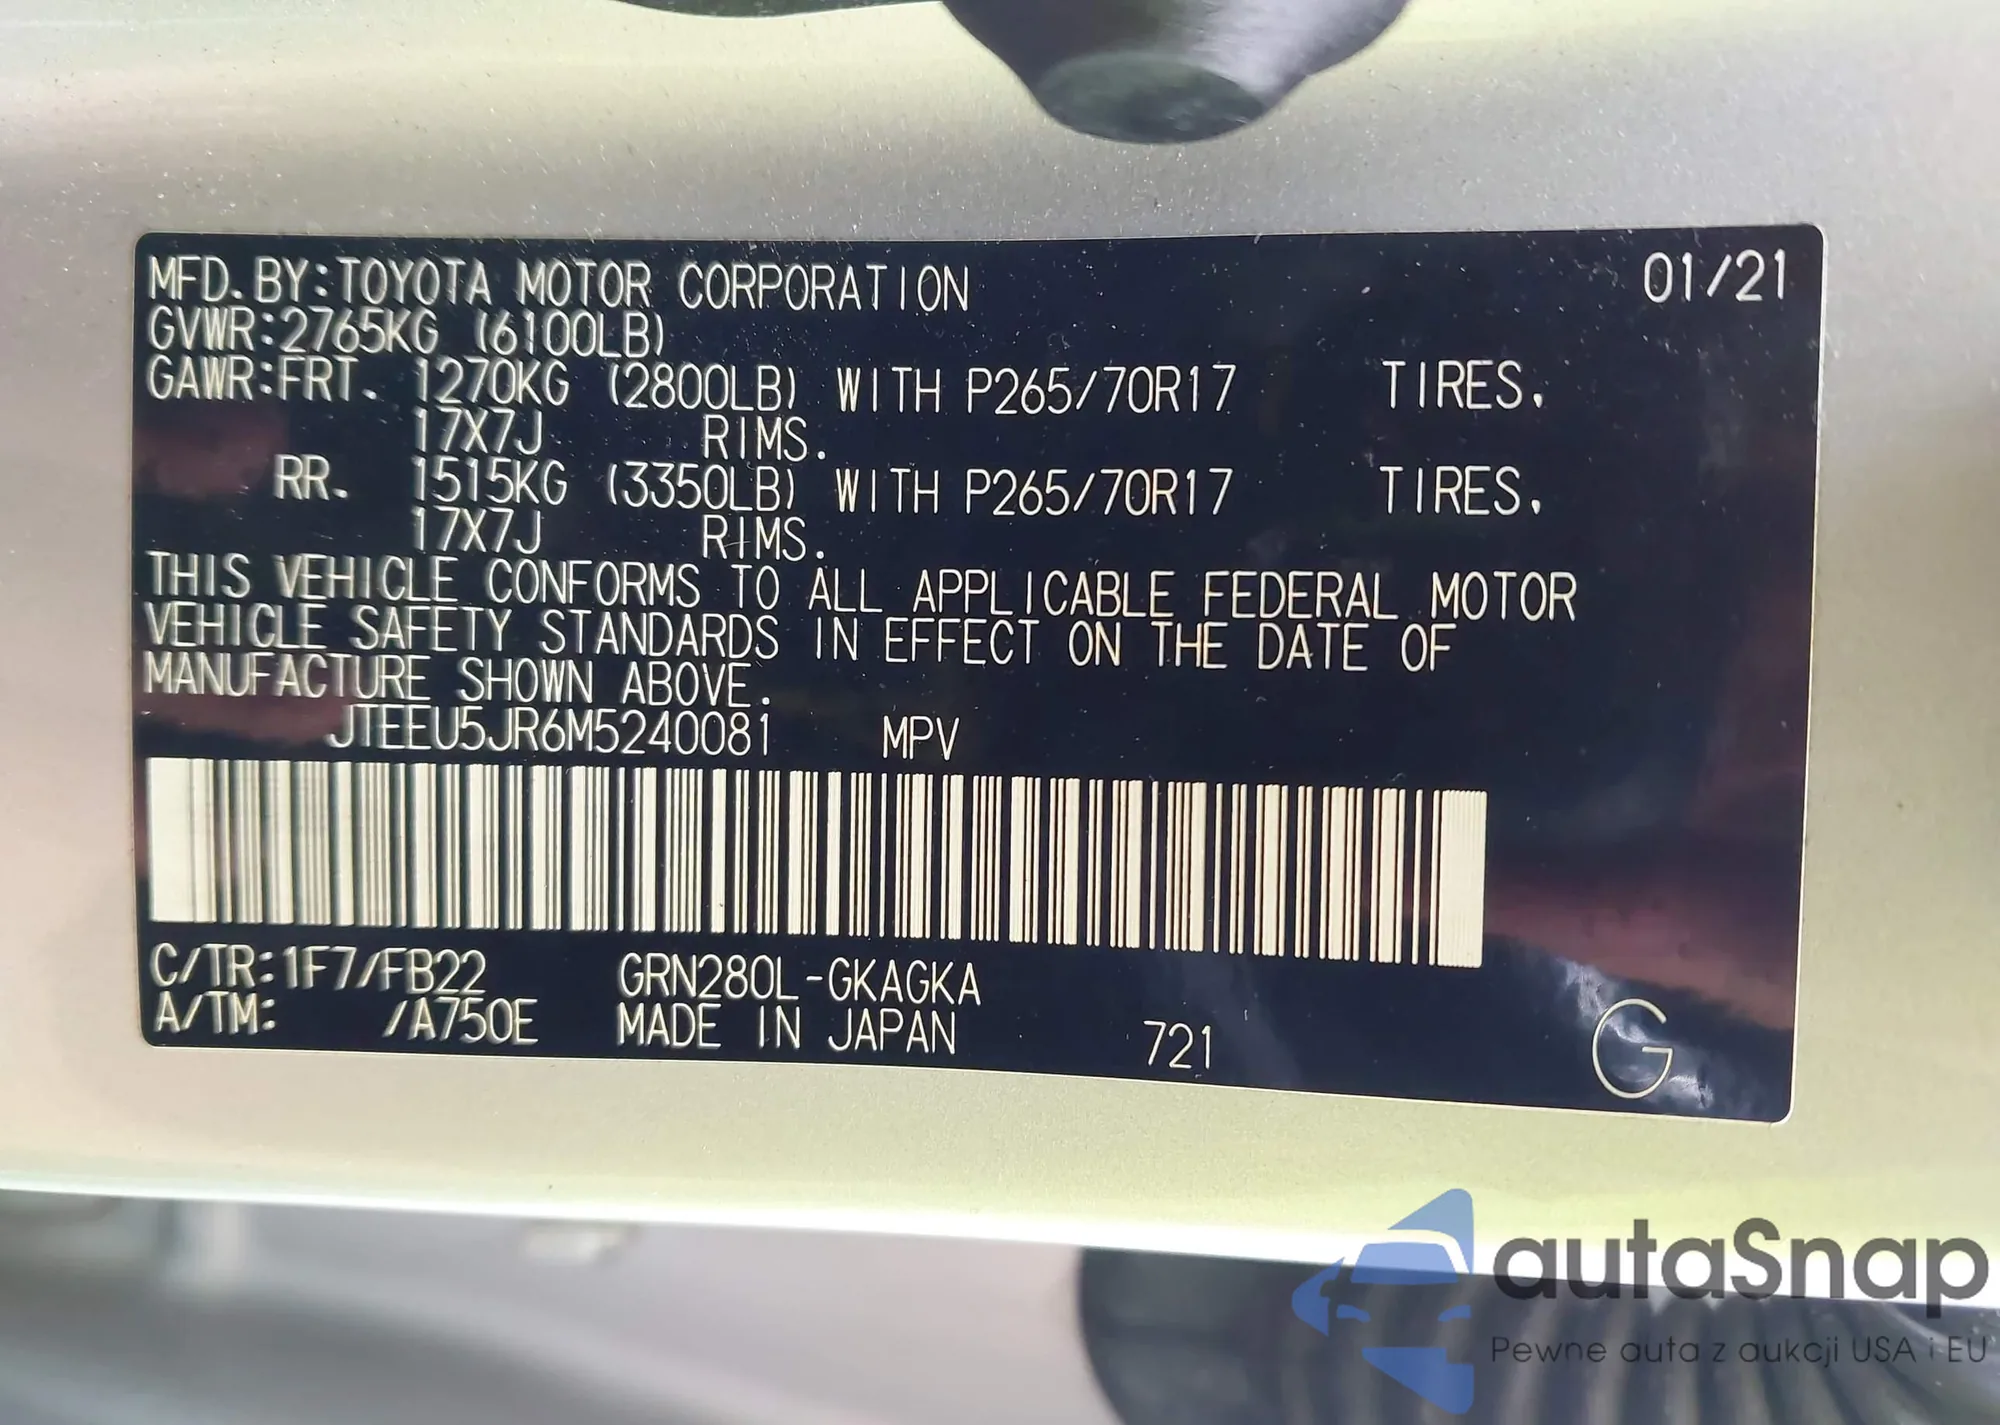 MFD. BY:TOYOTA MOTOR CORPORATION 01/21
GVWR:2765KG (6100LB)
GAWR:FRT. 1270KG (2800LB) WITH P265/70R17 TIRES.
17X7J RIMS.
RR. 1515KG (3350LB) WITH P265/70R17 TIRES.
17X7J RIMS.
THIS VEHICLE CONFORMS TO ALL APPLICABLE FEDERAL MOTOR
VEHICLE SAFETY STANDARDS IN EFFECT ON THE DATE OF
MANUFACTURE SHOWN ABOVE.
JTEEU5JR6M5240081 MPV
C/TR:1F7/FB22 GRN280L-GKAGKA
A/TM: /A750E MADE IN JAPAN 721 G
autaSnap
Pewne auta z aukcji USA i EU